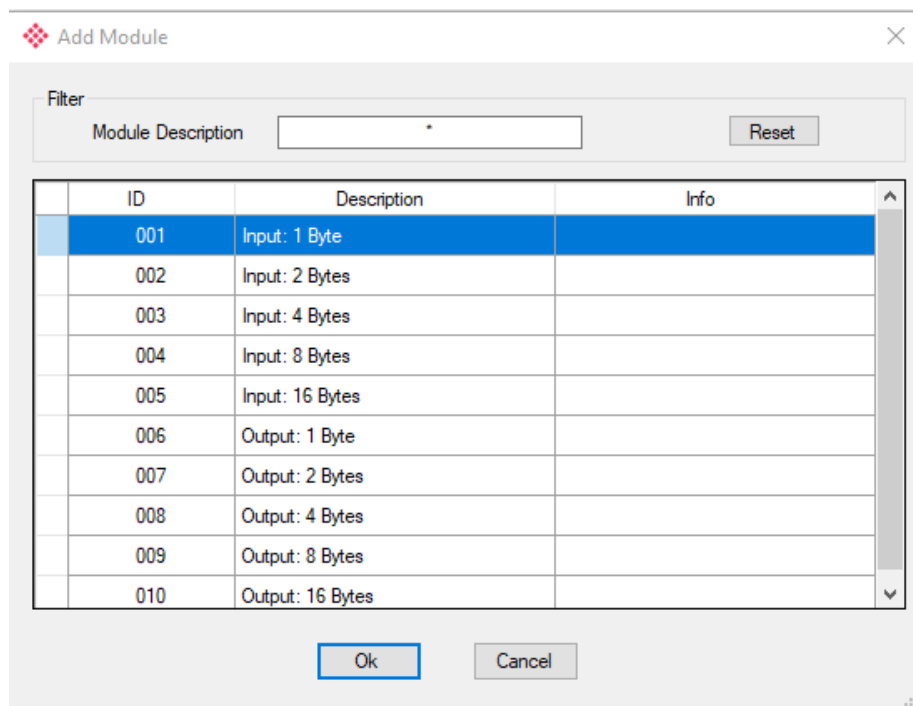 Add Module
Filter
Module Description * Reset
ID Description Info
001 Input: 1 Byte
002 Input: 2 Bytes
003 Input: 4 Bytes
004 Input: 8 Bytes
005 Input: 16 Bytes
006 Output: 1 Byte
007 Output: 2 Bytes
008 Output: 4 Bytes
009 Output: 8 Bytes
010 Output: 16 Bytes
Ok Cancel